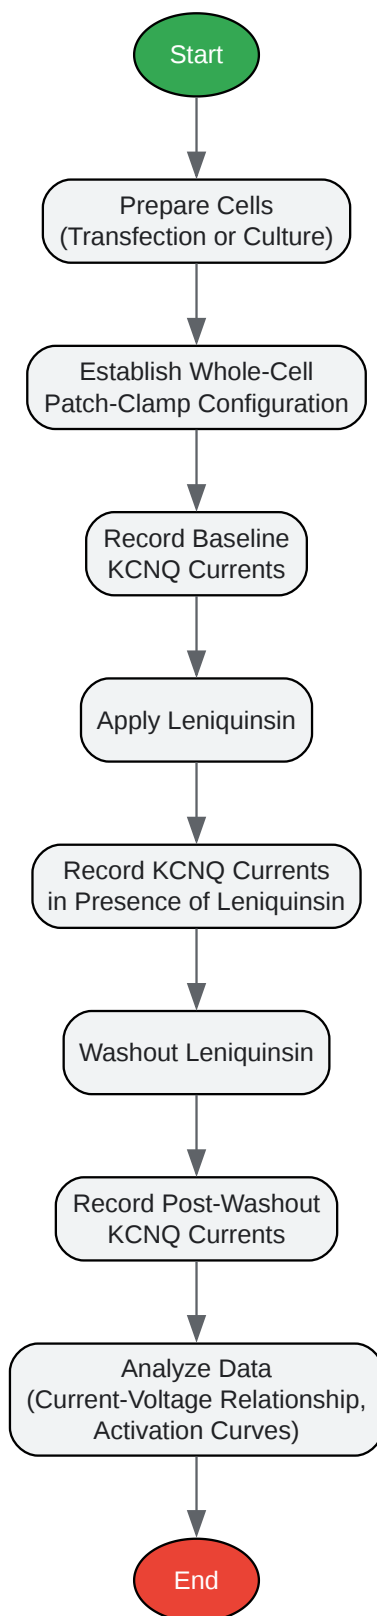 Start
Prepare Cells
(Transfection or Culture)
Establish Whole-Cell
Patch-Clamp Configuration
Record Baseline
KCNQ Currents
Apply Leniquinsin
Record KCNQ Currents
in Presence of Leniquinsin
Washout Leniquinsin
Record Post-Washout
KCNQ Currents
Analyze Data
(Current-Voltage Relationship,
Activation Curves)
End